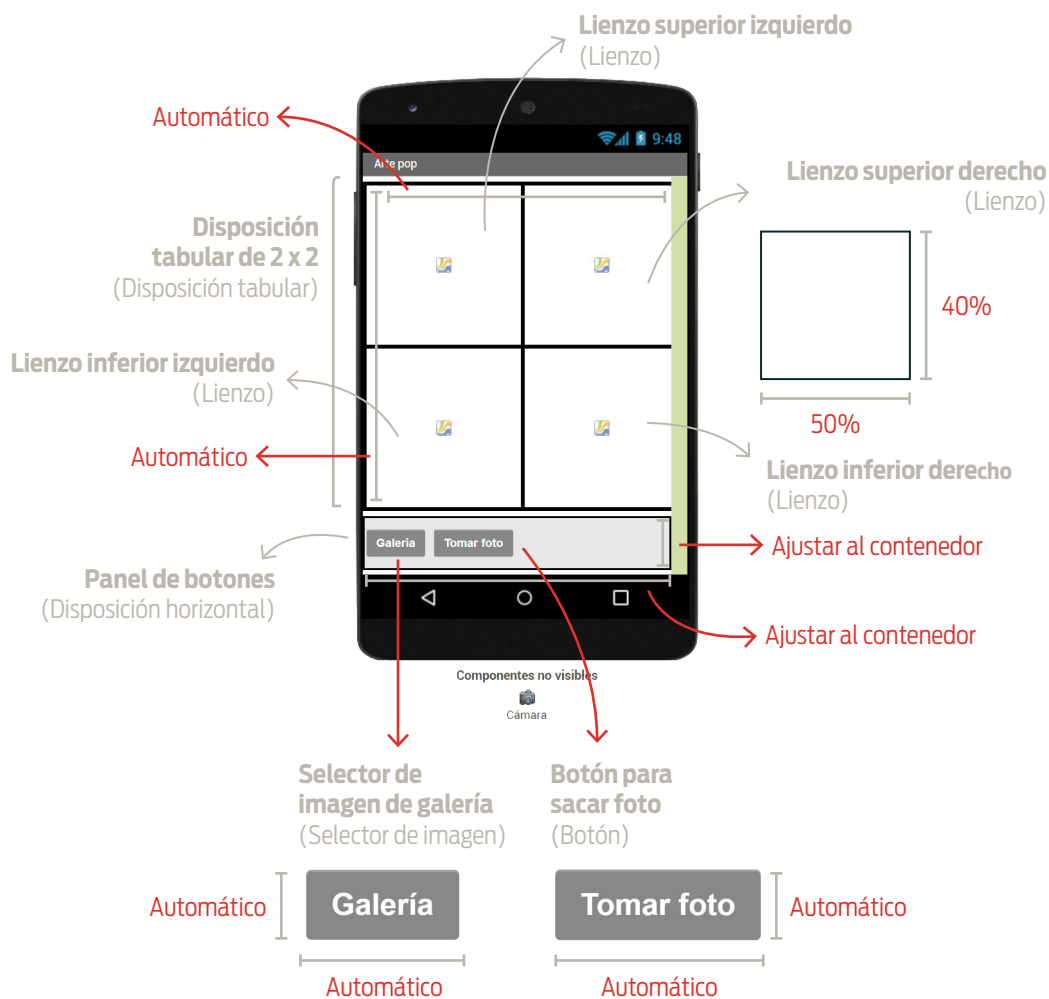 Lienzo superior izquierdo
(Lienzo)
Automático
9:48
Arte pop
Lienzo superior derecho
(Lienzo)
Disposición
tabular de 2 x 2
(Disposición tabular)
40%
Lienzo inferior izquierdo
(Lienzo)
50%
Automático
Lienzo inferior derecho
(Lienzo)
Galería
Tomar foto
Ajustar al contenedor
Panel de botones
(Disposición horizontal)
Ajustar al contenedor
Componentes no visibles
Cámara
Selector de
imagen de galería
(Selector de imagen)
Botón para
sacar foto
(Botón)
Automático
Galería
Tomar foto
Automático
Automático
Automático